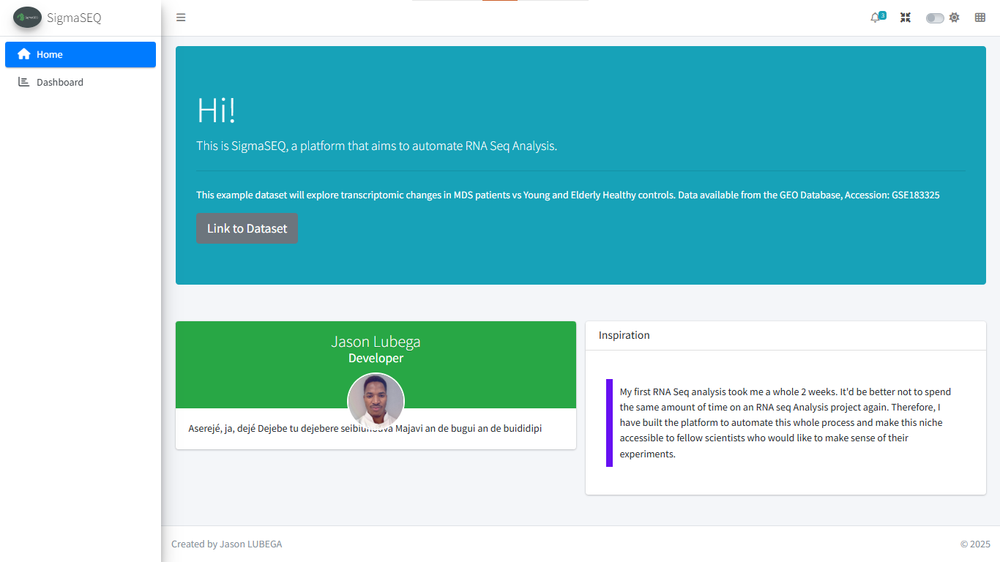 SigmaSEQ
3
Home
Dashboard
Hi!
This is SigmaSEQ, a platform that aims to automate RNA Seq Analysis.
This example dataset will explore transcriptomic changes in MDS patients vs Young and Elderly Healthy controls. Data available from the GEO Database, Accession: GSE183325
Link to Dataset
Jason Lubega
Developer
Aserejé, ja, dejé Dejebe tu dejebere Majavi an de bugui an de buididipi
Inspiration
My first RNA Seq analysis took me a whole 2 weeks. It'd be better not to spend
the same amount of time on an RNA seq Analysis project again. Therefore, I
have built the platform to automate this whole process and make this niche
accessible to fellow scientists who would like to make sense of their
experiments.
Created by Jason LUBEGA
© 2025